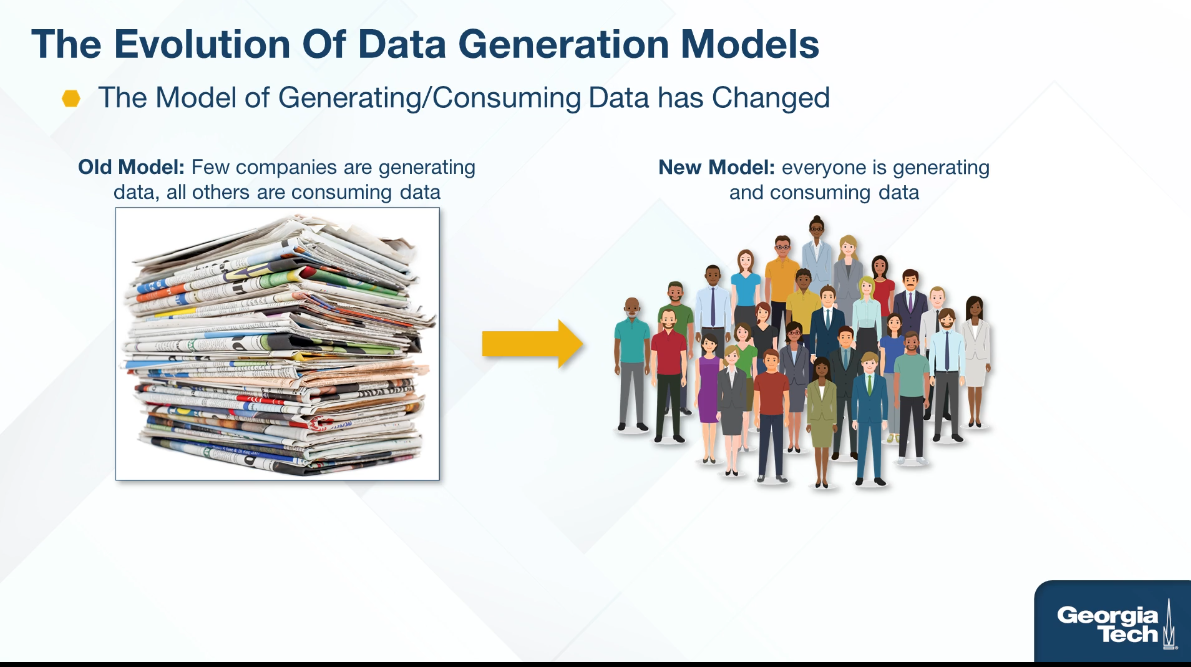 The Evolution Of Data Generation Models
The Model of Generating/Consuming Data has Changed
Old Model: Few companies are generating
data, all others are consuming data
New Model: everyone is generating
and consuming data
Georgia
Tech